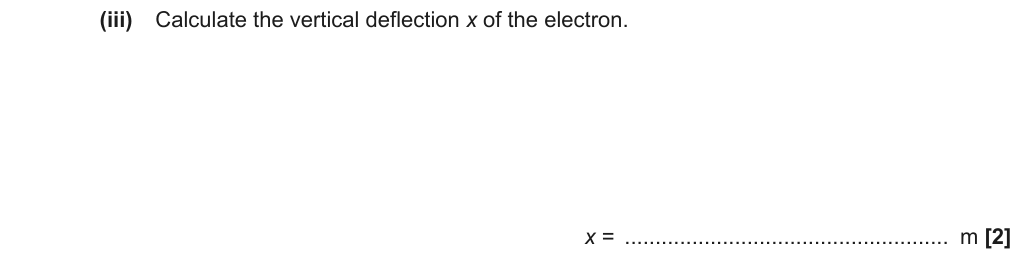 (iii) Calculate the vertical deflection x of the electron.
x = .................................................... m [2]